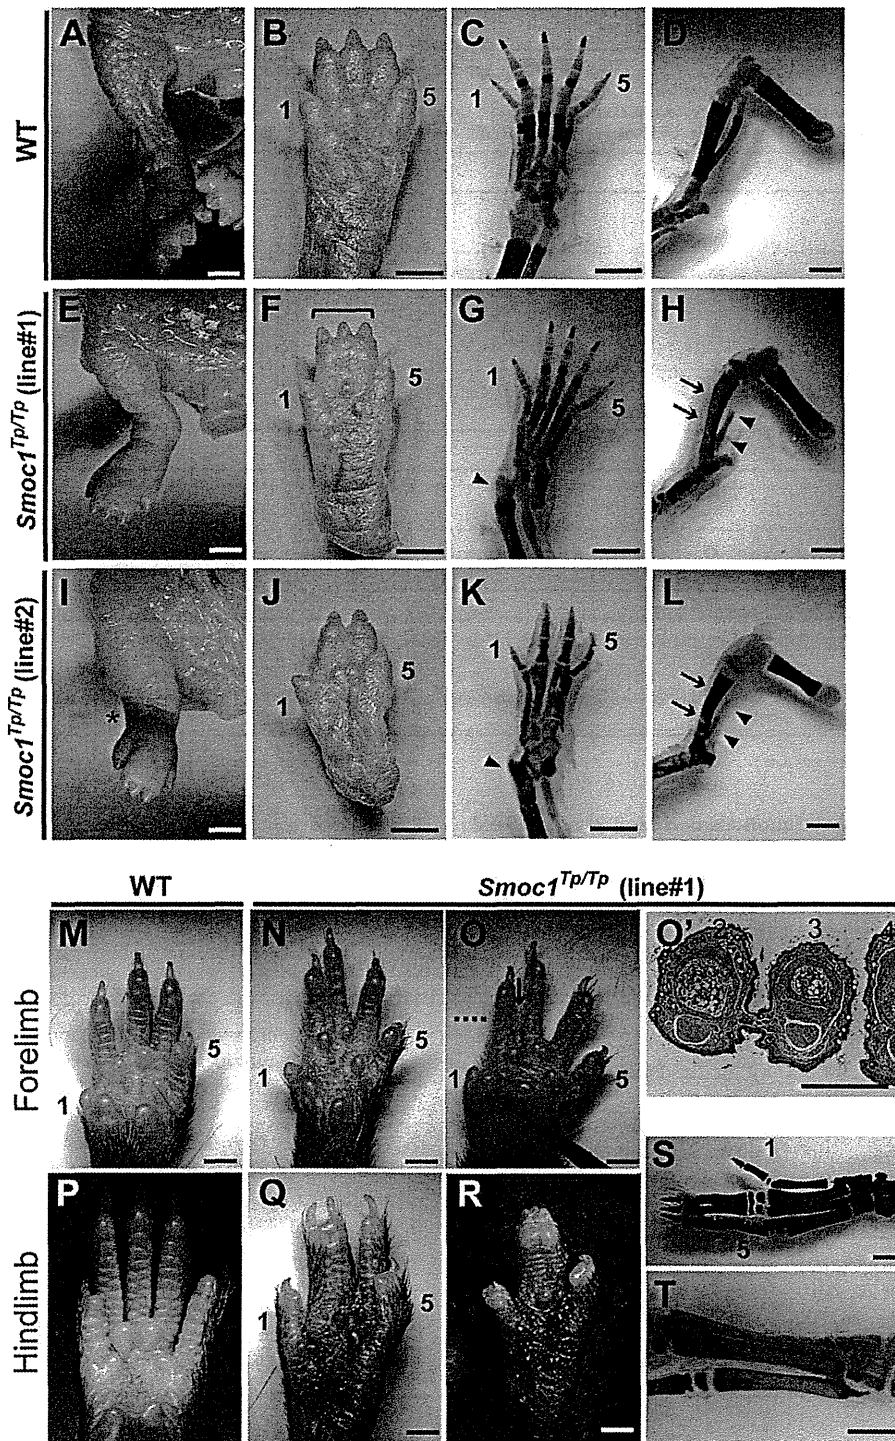 A B C D
WT
1 5 1 5
E F G H
Smoc1Tp/Tp (line#1)
1 5 1 5
I J K L
Smoc1Tp/Tp (line#2)
* 1 5 1 5
WT Smoc1Tp/Tp (line#1)
M N O O' 2 3 4
Forelimb
1 5 1 5 1 5
P Q R S 1
Hindlimb
1 5 5
T